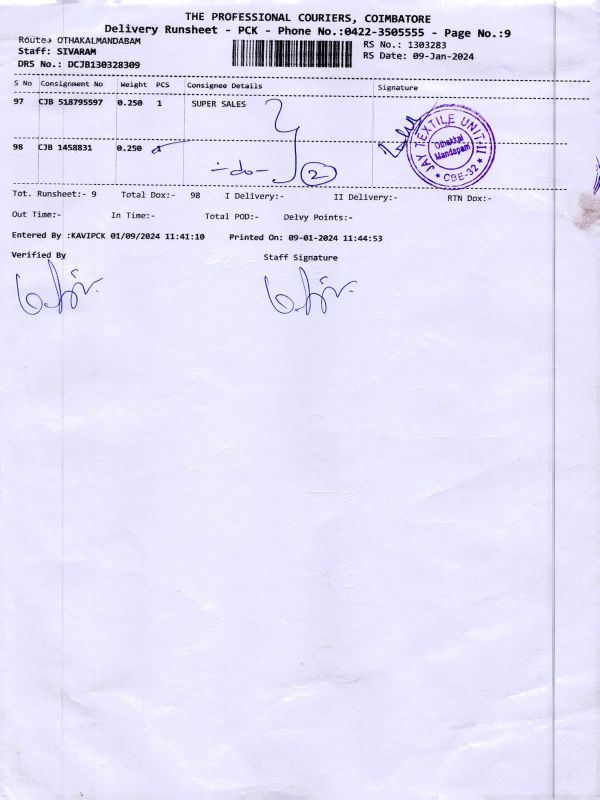 THE PROFESSIONAL COURIERS, COIMBATORE
Delivery Runsheet - PCK - Phone No.:0422-3505555 - Page No.:9
Route> OTHAKALMANDABAM
Staff: SIVARAM
RS No.: 1303283
DRS No.: DCJB130328309
RS Date: 09-Jan-2024
S No Consignment No Weight PCS Consignee Details Signature
97 CJB 518795597 0.250 1 SUPER SALES
98 CJB 1458831 0.250 1 -do- 2
JAY TEXTILE UNIT-II
Othakkal
Mandapam
* CBE-32 *
Tot. Runsheet:- 9 Total Dox:- 98 I Delivery:- II Delivery:- RTN Dox:-
Out Time:- In Time:- Total POD:- Delvy Points:-
Entered By :KAVIPCK 01/09/2024 11:41:10 Printed On: 09-01-2024 11:44:53
Verified By Staff Signature